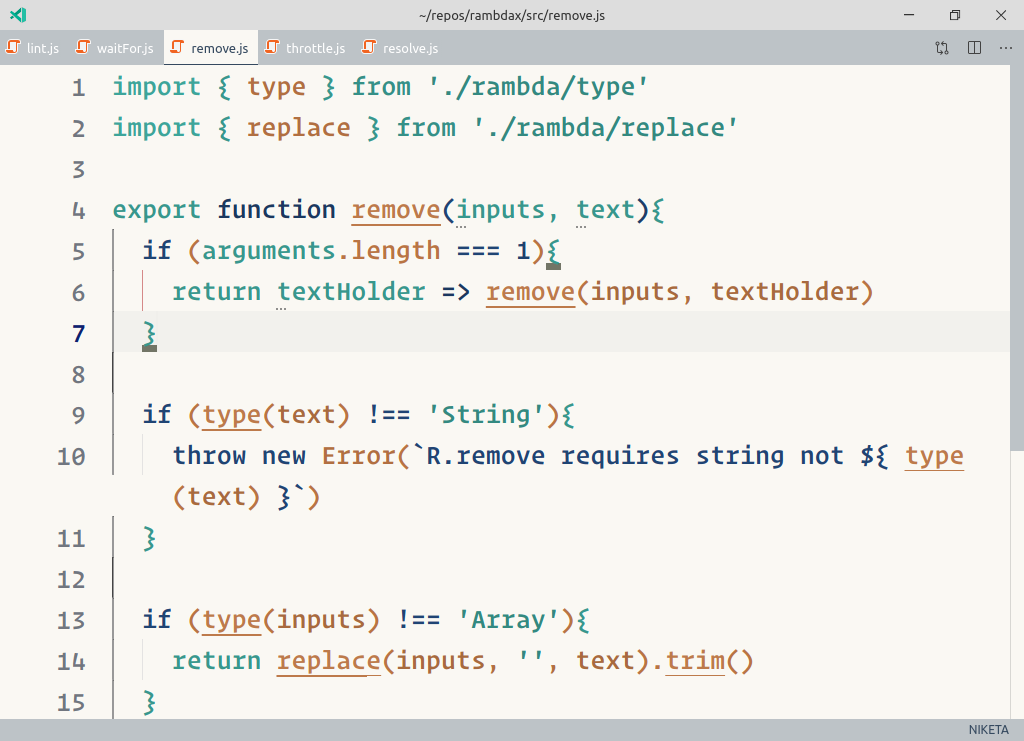 ~/repos/rambdax/src/remove.js
lint.js waitFor.js remove.js throttle.js resolve.js
1 import { type } from './rambda/type'
2 import { replace } from './rambda/replace'
3
4 export function remove(inputs, text){
5 if (arguments.length === 1){
6 return textHolder => remove(inputs, textHolder)
7 }
8
9 if (type(text) !== 'String'){
10 throw new Error(`R.remove requires string not ${ type
(text) }`)
11 }
12
13 if (type(inputs) !== 'Array'){
14 return replace(inputs, '', text).trim()
15 }
NIKETA